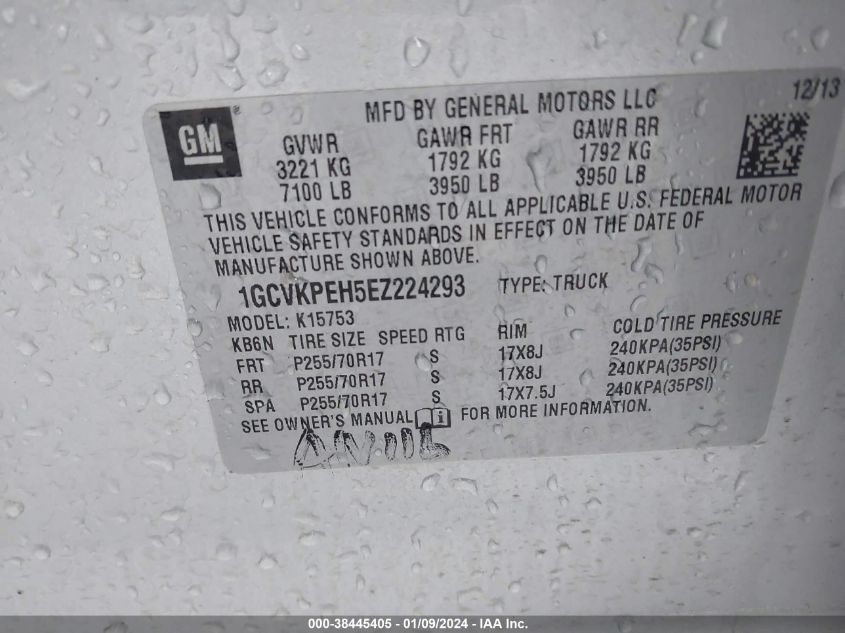 12/13
MFD BY GENERAL MOTORS LLC
GM®
GVWR GAWR FRT GAWR RR
3221 KG 1792 KG 1792 KG
7100 LB 3950 LB 3950 LB
THIS VEHICLE CONFORMS TO ALL APPLICABLE U.S. FEDERAL MOTOR
VEHICLE SAFETY STANDARDS IN EFFECT ON THE DATE OF
MANUFACTURE SHOWN ABOVE.
1GCVKPEH5EZ224293 TYPE: TRUCK
MODEL: K15753
KB6N TIRE SIZE SPEED RTG RIM COLD TIRE PRESSURE
FRT P255/70R17 S 17X8J 240KPA(35PSI)
RR P255/70R17 S 17X8J 240KPA(35PSI)
SPA P255/70R17 S 17X7.5J 240KPA(35PSI)
SEE OWNER'S MANUAL FOR MORE INFORMATION.
000-38445405 - 01/09/2024 - IAA Inc.